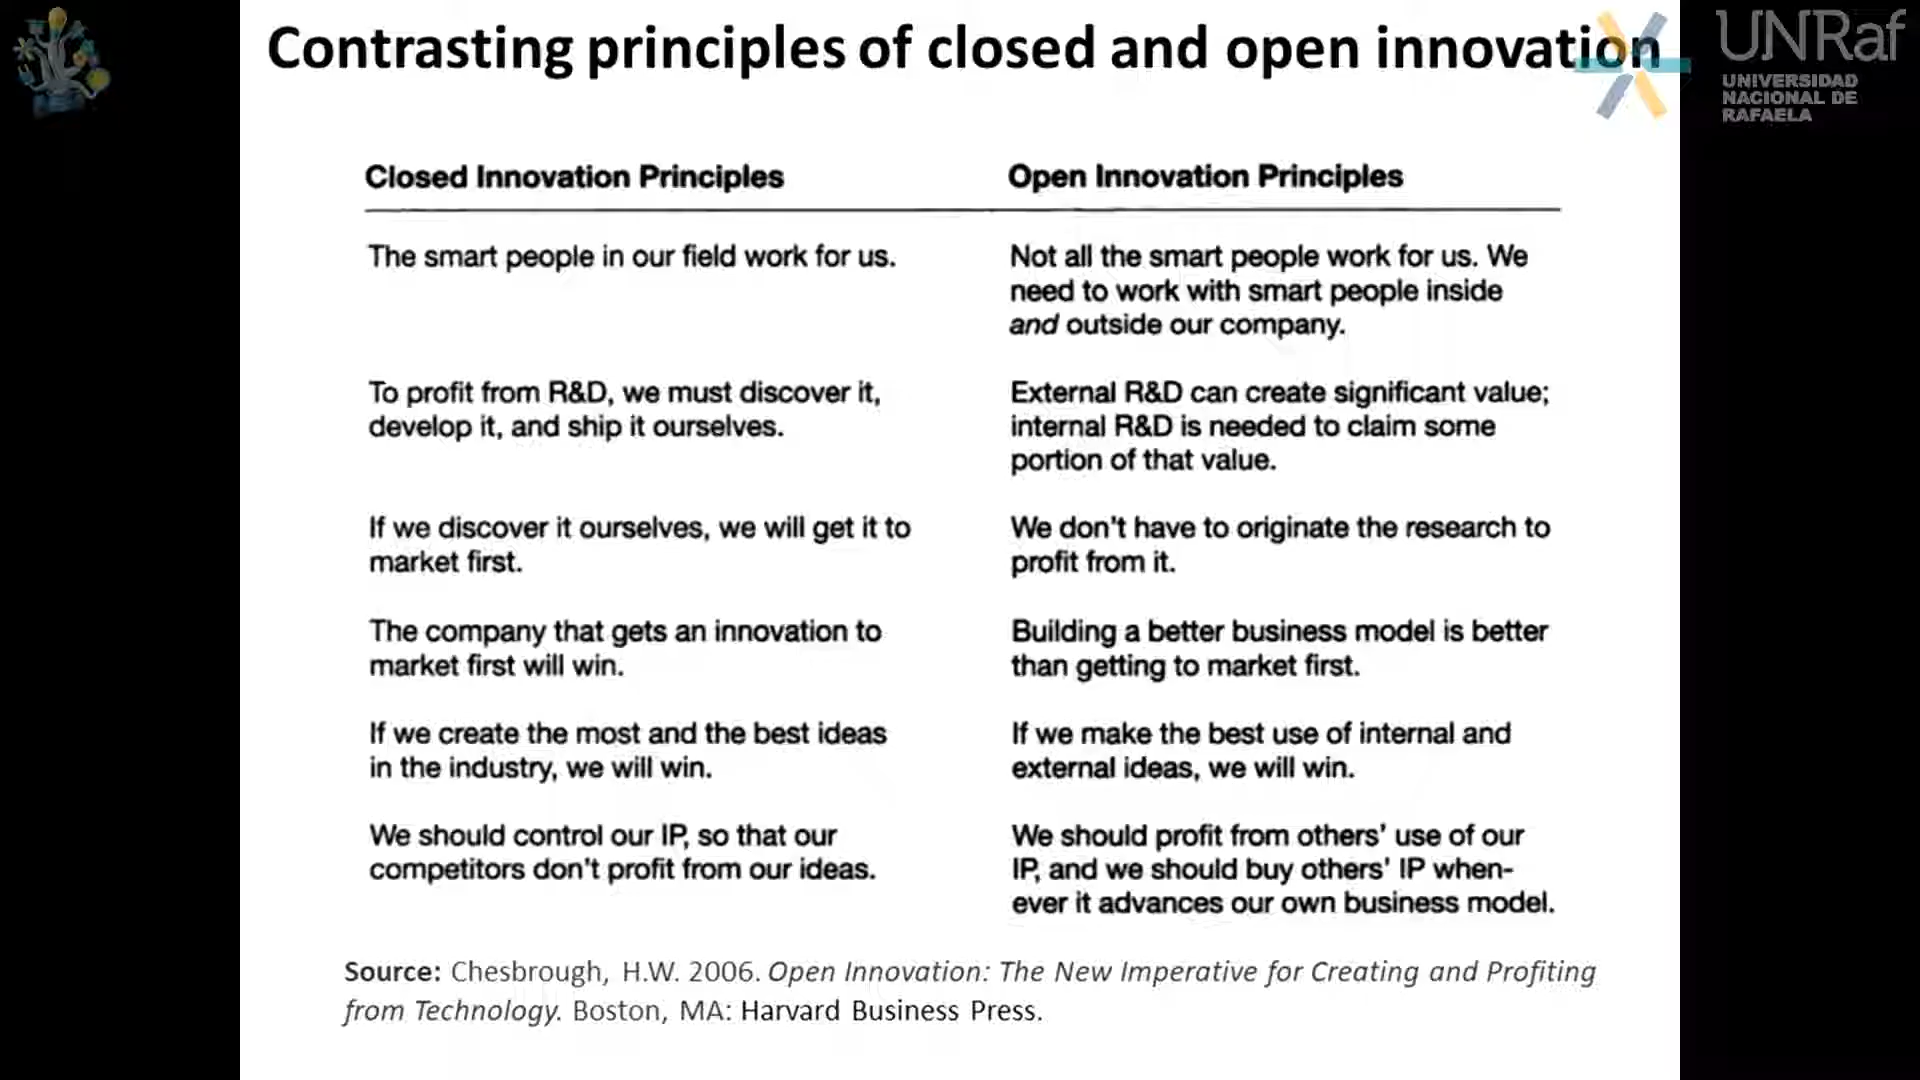 Contrasting principles of closed and open innovation
UNRaf
UNIVERSIDAD
NACIONAL DE
RAFAELA
Closed Innovation Principles
Open Innovation Principles
The smart people in our field work for us.
Not all the smart people work for us. We
need to work with smart people inside
and outside our company.
To profit from R&D, we must discover it,
develop it, and ship it ourselves.
External R&D can create significant value;
internal R&D is needed to claim some
portion of that value.
If we discover it ourselves, we will get it to
market first.
We don't have to originate the research to
profit from it.
The company that gets an innovation to
market first will win.
Building a better business model is better
than getting to market first.
If we create the most and the best ideas
in the industry, we will win.
If we make the best use of internal and
external ideas, we will win.
We should control our IP, so that our
competitors don't profit from our ideas.
We should profit from others' use of our
IP, and we should buy others' IP when-
ever it advances our own business model.
Source: Chesbrough, H.W. 2006. Open Innovation: The New Imperative for Creating and Profiting
from Technology. Boston, MA: Harvard Business Press.